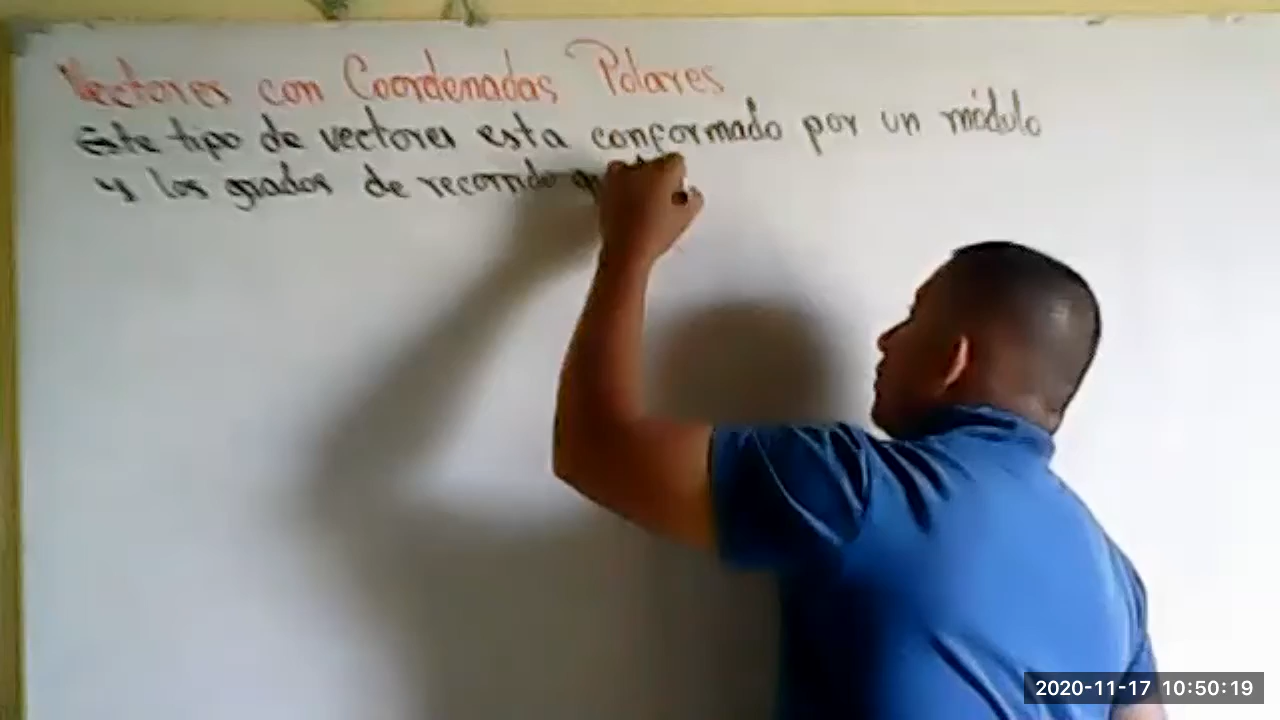 Vectores con Coordenadas Polares
Este tipo de vectores esta conformado por un módulo
y los grados de recorrido
2020-11-17 10:50:19